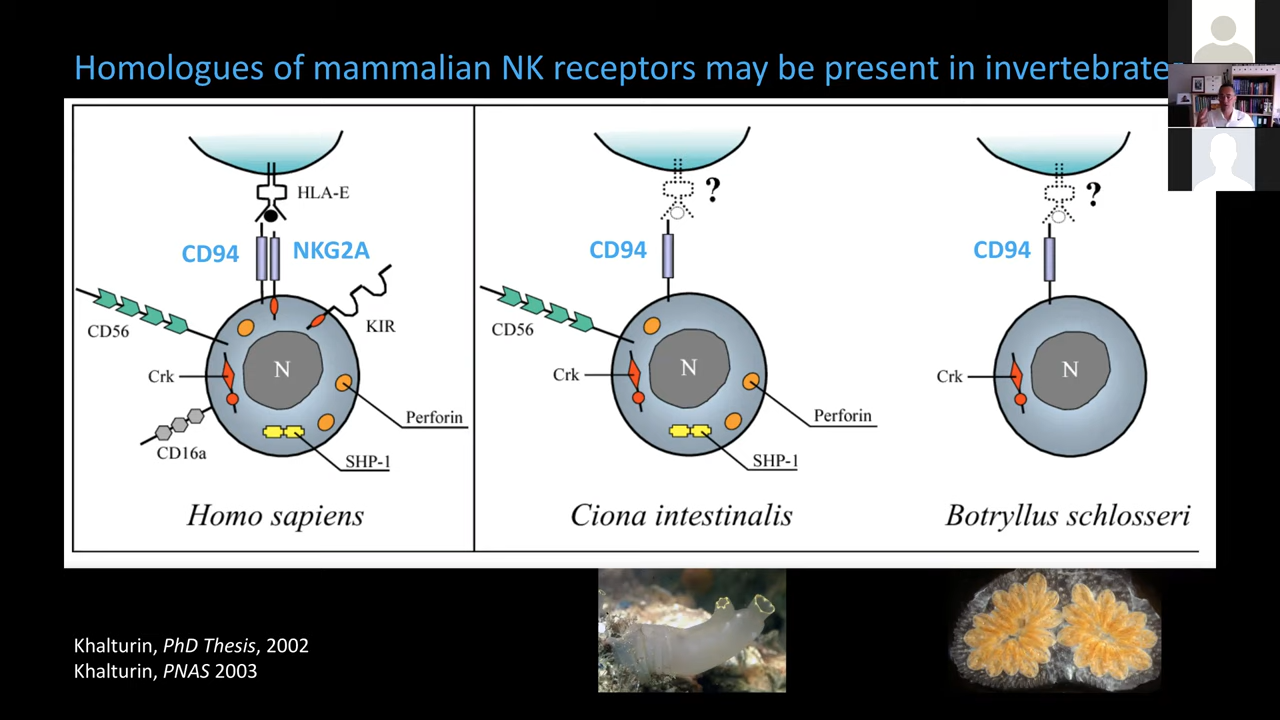 Homologues of mammalian NK receptors may be present in invertebrate
HLA-E
CD94
NKG2A
KIR
CD56
Crk
N
Perforin
CD16a
SHP-1
Homo sapiens
?
CD94
CD56
Crk
N
Perforin
SHP-1
Ciona intestinalis
?
CD94
Crk
N
Botryllus schlosseri
Khalturin, PhD Thesis, 2002
Khalturin, PNAS 2003